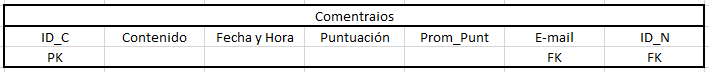 Comentraios
ID_C Contenido Fecha y Hora Puntuación Prom_Punt E-mail ID_N
PK FK FK